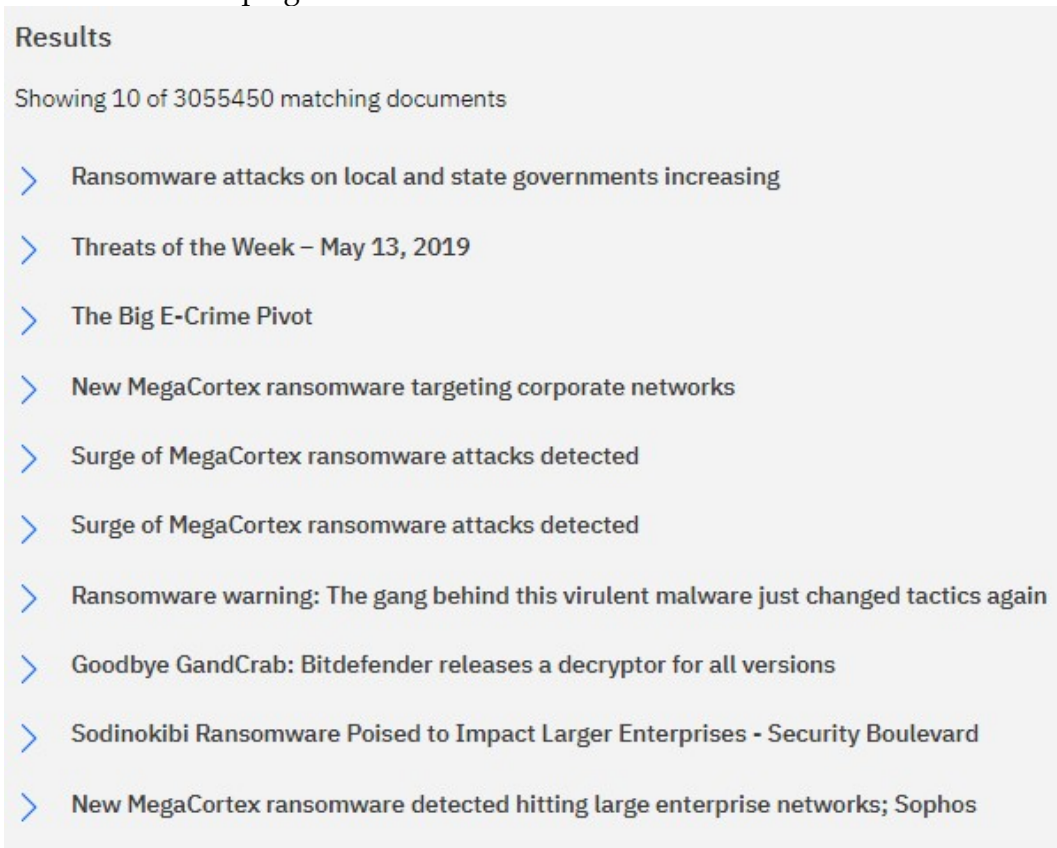 Results
Showing 10 of 3055450 matching documents
Ransomware attacks on local and state governments increasing
Threats of the Week – May 13, 2019
The Big E-Crime Pivot
New MegaCortex ransomware targeting corporate networks
Surge of MegaCortex ransomware attacks detected
Surge of MegaCortex ransomware attacks detected
Ransomware warning: The gang behind this virulent malware just changed tactics again
Goodbye GandCrab: Bitdefender releases a decryptor for all versions
Sodinokibi Ransomware Poised to Impact Larger Enterprises - Security Boulevard
New MegaCortex ransomware detected hitting large enterprise networks; Sophos